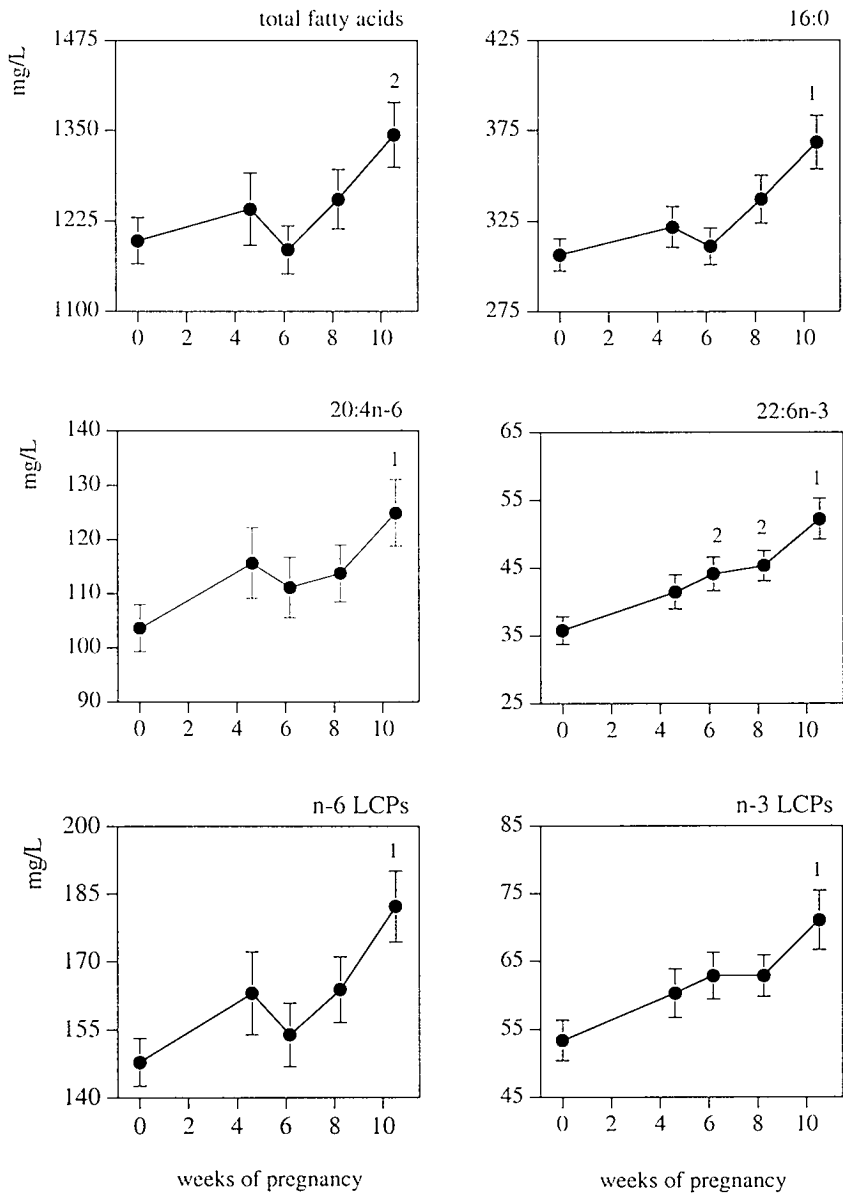 total fatty acids
mg/L
1475
1350
1225
1100
2
0 2 4 6 8 10
16:0
425
375
325
275
1
0 2 4 6 8 10
20:4n-6
mg/L
140
130
120
110
100
90
1
0 2 4 6 8 10
22:6n-3
65
55
45
35
25
2 2 1
0 2 4 6 8 10
n-6 LCPs
mg/L
200
185
170
155
140
1
0 2 4 6 8 10
weeks of pregnancy
n-3 LCPs
85
75
65
53
45
1
0 2 4 6 8 10
weeks of pregnancy